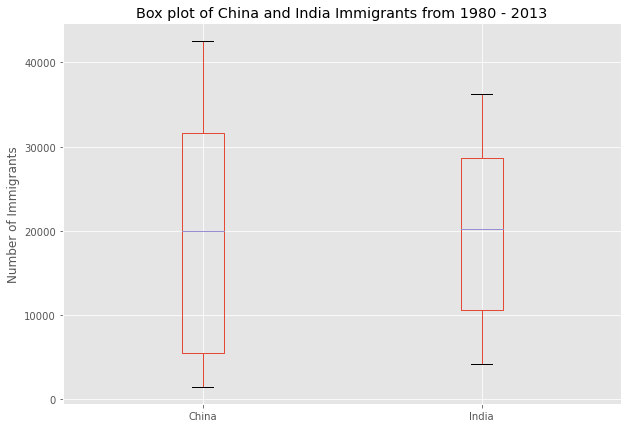 Box plot of China and India Immigrants from 1980 - 2013
Number of Immigrants
40000
30000
20000
10000
0
China
India